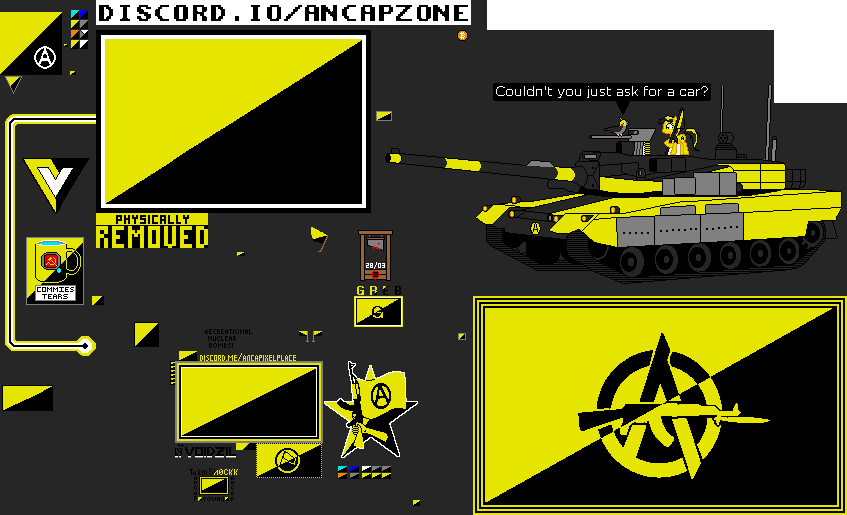 DISCORD.IO/ANCAPZONE
Couldn't you just ask for a car?
PHYSICALLY
REMOVED
COMMIES
TEARS
28/03
RECREATIONAL
NUCLEAR
BOMBS!
DISCORD.ME/ANCAPIXELPLACE
VOIDZIL